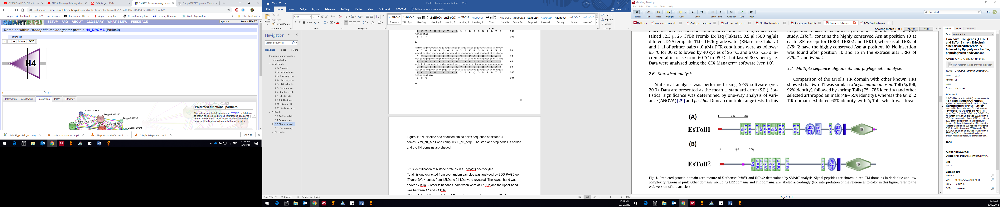 (1233) Don Hồ & Diễm S
(1233) Morning Relaxing Music
ExPASy: get pI/Mw
SMART: Sequence analysis res
DappuP127187 protein (Daph
Not secure | smart.embl-heidelberg.de/smart/job_status.pl?jobid=20329104163169315454355​31UalSGHoOxV
Apps
Bookmarks
JoVE | Peer Reviewed
Transcripts - ABC N
Applied Biosystems
General writing tips
Everyday Grammar
World Aquaculture S
Other bookmarks
SMART SETUP FAQ ABOUT GLOSSARY WHAT'S NEW FEEDBACK
keywords... Search SMART
Domains within Drosophila melanogaster protein H4_DROME (P84040)
Histone H4
+ = - Introns SAVE
H4
0 100
Information Architecture Interactions PTMs Orthology
Predicted functional partners
The network on the left comes from STRING, a database
of known and predicted protein interactions. Displayed
here is the evidence view, where different line colors
represent the types of evidence for the association.
CLB2
DappuP220868
DappuP312356
DappuP67196
DappuP300571
DappuP127187
DappuP59845
SMART_protein_sc....svg
dot-mo-cho-ngu....mp3
39-phut-tap-600-....mp3
21-phut-tap-het-....mp3
Show all
ENG
10:44 AM
22/12/2018
Draft 1 - Trained immunity.docx - Word
Thu Nguyen
File Home Insert Design Layout References Mailings Review View EndNote X8 ACROBAT Tell me what you want to do
Share
Paste
Cut
Copy
Format Painter
Clipboard
Arial 12
Font
Paragraph
Normal
No Spac...
Heading 1
Heading 2
Heading 3
Heading 4
Heading 5
Title
Subtitle
Subtle Em...
Emphasis
Intense E...
Strong
Quote
Intense Q...
Styles
Find
Replace
Select
Editing
Navigation
Search document
Headings Pages Results
Induction of immunolo...
1. Introduction
2. Methods
2.1. Animals
2.2. Bacterial pre...
2.3. Challenge ex...
2.4. Haemocytes...
2.5. RNA extracti...
2.6. Quantitative...
2.7. Antibacterial...
2.8. Identificatio...
2.9 Total histone...
2.10 Histone H3...
2.11. Statistical an...
3. Result
3.1 Antibacterial...
3.2 Gene expressi...
3.3 Characterizati...
3.4 Histone acetyl...
4. Discussion
T V T A M D V V Y A L K R Q G R T L Y G 100
tttggttaa
F G - 103
A
atgactggtcgcggcaagggaggcaaggggctcggaaagggaggcgccaagcgtcatcgc
M T G R G K G G K G L G K G G A K R H R 20
aaggttcttcgtgacaacattcagggaatcacaaagcctgccattcgtcgtcttgctcgc
K V L R D N I Q G I T K P A I R R L A R 40
cgtggaggagtcaaacgtatctctggcctgatctatgaagaaacccgtggtgtactcaag
R G G V K R I S G L I Y E E T R G V L K 60
gttttcttagaaaacgtcatccgtgatgctgtcacctacactgagcacgccaagaggaaa
V F L E N V I R D A V T Y T E H A K R K 80
acagtcactgccatggatgtggtttatgctctaaaacgccagggcagaactctatacgga
T V T A M D V V Y A L K R Q G R T L Y G 100
tttggcggttaa
F G G - 104
B
18
Figure 11: Nucleotide and deduced amino acids sequence of histone 4
comp97779_c0_seq1 and comp30366_c0_seq1. The start and stop codes is bolded
and the H4 domains are shaded.
3.3.3 Identification of histone proteins in P. ornatus haemocytes
Total histone extracted from two random samples was analysed by SDS-PAGE gel
(Figure 5A). 4 bands from 12kDa to 24 kDa were revealed. The lowest band was
above 12 kDa, 2 other faint bands in-between were at 17 kDa and the upper band
was between 17 and 24 kDa.
Page 19 of 24 5640 words English (Australia)
100%
10:44 AM
22/12/2018
Mendeley Desktop
File Edit View Go Tools Help
Select Pan Note Highlight Color Zoom Zoom To Fit Fullscreen Sync Help
theoretical
Thu
My Library
A new non-phagocytic ...
Cloning and expressio...
Molecular cloning and c...
Identification and expr...
A new group of anti-lip...
Two novel Toll genes (...
PcToll2 positively regul...
Showing match 1 of 1 Previous Next
reactions were carried out in a final volume of 25 μl, which con-
tained 12.5 μl 2× SYBR Premix Ex Taq (Takara), 0.5 μl (500 ng/μl)
diluted cDNA template, 11.0 μl PCR-grade water (RNase free, Takara)
and 1 μl of primer pairs (10 μM). PCR conditions were as follows:
95 °C for 30 s; followed by 40 cycles of 95 °C, and a 0.5 °C/5 s in-
cremental increase from 60 °C to 95 °C that lasted 30 s per cycle.
Data were analyzed using the CFX Manager™ software (ver. 1.0).
2.6. Statistical analysis
Statistical analysis was performed using SPSS software (ver.
20.0). Data are presented as the mean ± standard error (S.E.). Sta-
tistical significance was determined by one-way analysis of vari-
ance (ANOVA) [29] and post hoc Duncan multiple range tests. In this
frequently replaced by other hydrophobic amino acids. In this
study, EsToll1 contains the highly conserved Asn at position 10 at
each LRR, except for LRR01, LRR02 and LRR10, whereas all LRRs of
EsToll2 have the highly conserved Asn at position 10. No insertion
was found after position 10 and 15 in the extracellular LRRs of
EsToll1 and EsToll2.
3.2. Multiple sequence alignments and phylogenetic analysis
Comparison of the EsTolls TIR domain with other known TIRs
showed that EsToll1 was similar to Scylla paramamosain Toll (SpToll,
92% identity), followed by shrimp Tolls (75–78% identity) and other
selected arthropod animals (48–55% identity), whereas the EsToll2
TIR domain exhibited 68% identity with SpToll, which was lower
(A)
1 100 200
EsToll1
LRR LRR LRR LRR LRR LRR LRR LRR LRR LRR LRR LRR CT LRR NT LRR LRR CT TIR
(B)
1 100 200
EsToll2
LRR LRR LRR LRR LRR LRR LRR LRR LRR LRR CT TIR
Fig. 3. Predicted protein domain architecture of E. sinensis EsToll1 and EsToll2 determined by SMART analysis. Signal peptides are shown in red, TM domains in dark blue and low
complexity regions in pink. Other domains, including LRR domains and TIR domains, are labeled accordingly. (For interpretation of the references to color in this figure, refer to the
web version of the article.)
Page 5 of 11
Details Notes Contents
Type: Journal Article
Two novel Toll genes (EsToll1
and EsToll2) from Eriocheir
sinensis aredifferentially
induced by lipopolysaccharide,
peptidoglycan andzymosan
Authors: A. Yu, X. Jin, X. Guo et al.
View research catalog entry for this paper
Journal: Fish and Shellfish Immunolo...
Year: 2013
Volume: 35
Issue: 4
Pages: 1282-1292
Abstract:
Tolls/Toll-like receptors (TLRs) play an essential
role in initiating innate immune responses
against pathogens and are found throughout
the insect kingdom but have not yet been
reported in the crustacean, Eriocheir sinensis.
For this purpose, we cloned two novel Toll
genes from E.sinensis, EsToll1 and EsToll2. The
full-length cDNA of EsToll1 was 3963bp with a
3042-bp open reading frame (ORF) encoding a
1013-amino acid protein. The extracellular
domain of this protein contains 17 leucine-rich
repeats (LRRs) and a 139-residue cytoplasmic
Toll/interleukin-1 receptor (TIR) domain. The
cDNA full-length of EsToll2 was 4419bp with a
2667-bp ORF encoding an 888-amino acid
protein with an extracellular domain containi...
Tags:
Author Keywords:
Chinese mitten crab; Innate immunity; PAMP...
URL:
Add URL...
Catalog IDs
ArXiv ID:
DOI: 10.1016/j.fsi.2013.07.044
ISSN: 10504648
PMID: 23932984
10:44 AM
22/12/2018